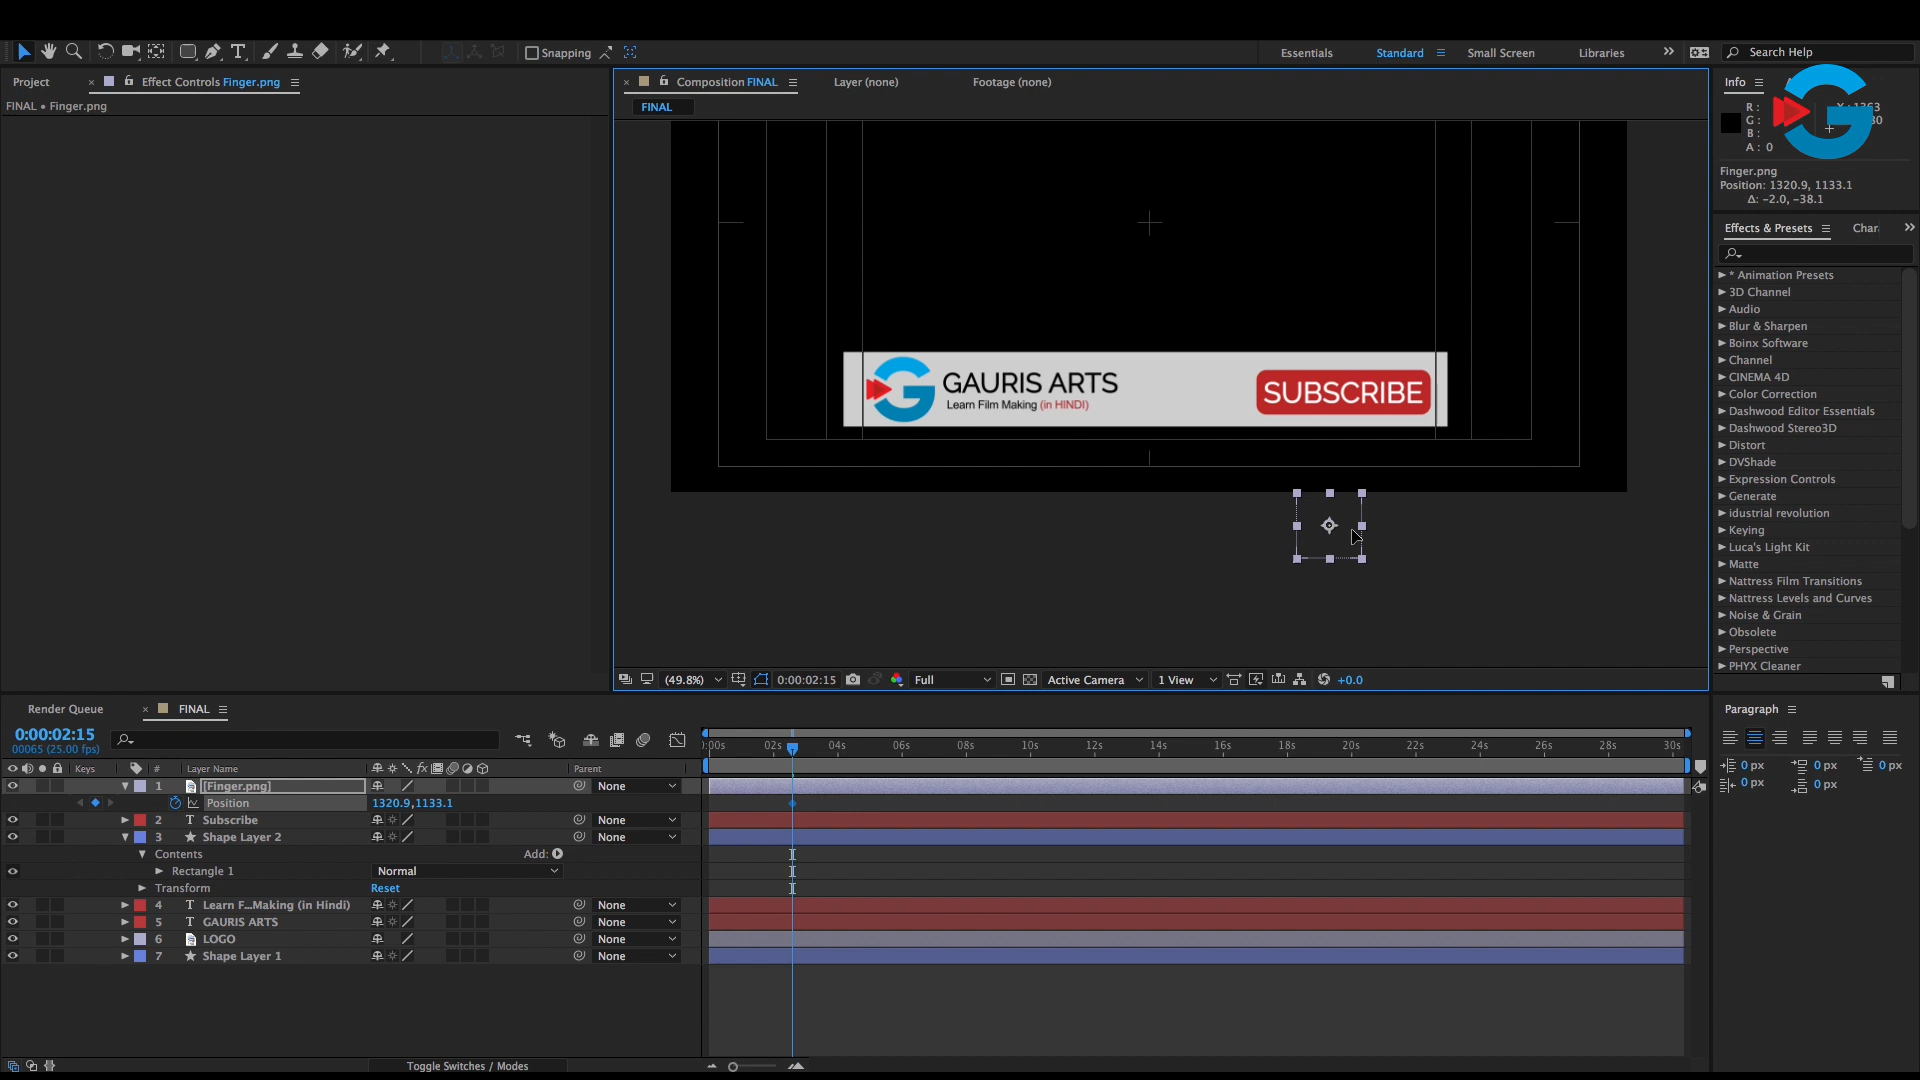 Snapping
Essentials
Standard
Small Screen
Libraries
Search Help
Project
Effect Controls Finger.png
Composition FINAL
Layer (none)
Footage (none)
Info
FINAL • Finger.png
FINAL
R :
G :
B :
A : 0
Finger.png
Position: 1320.9, 1133.1
Δ: -2.0, -38.1
Effects & Presets
* Animation Presets
3D Channel
Audio
Blur & Sharpen
Boinx Software
Channel
CINEMA 4D
Color Correction
Dashwood Editor Essentials
Dashwood Stereo3D
Distort
DVShade
Expression Controls
Generate
idustrial revolution
Keying
Luca's Light Kit
Matte
Nattress Film Transitions
Nattress Levels and Curves
Noise & Grain
Obsolete
Perspective
PHYX Cleaner
GAURIS ARTS
Learn Film Making (in HINDI)
SUBSCRIBE
(49.8%)
0:00:02:15
Full
Active Camera
1 View
+0.0
Render Queue
FINAL
Paragraph
0:00:02:15
00065 (25.00 fps)
):00s 02s 04s 06s 08s 10s 12s 14s 16s 18s 20s 22s 24s 26s 28s 30s
Keys # Layer Name Parent
1 [Finger.png] None
Position 1320.9,1133.1
2 T Subscribe None
3 Shape Layer 2 None
Contents Add:
Rectangle 1 Normal
Transform Reset
4 T Learn F...Making (in Hindi) None
5 T GAURIS ARTS None
6 LOGO None
7 Shape Layer 1 None
0 px 0 px 0 px
0 px 0 px
Toggle Switches / Modes